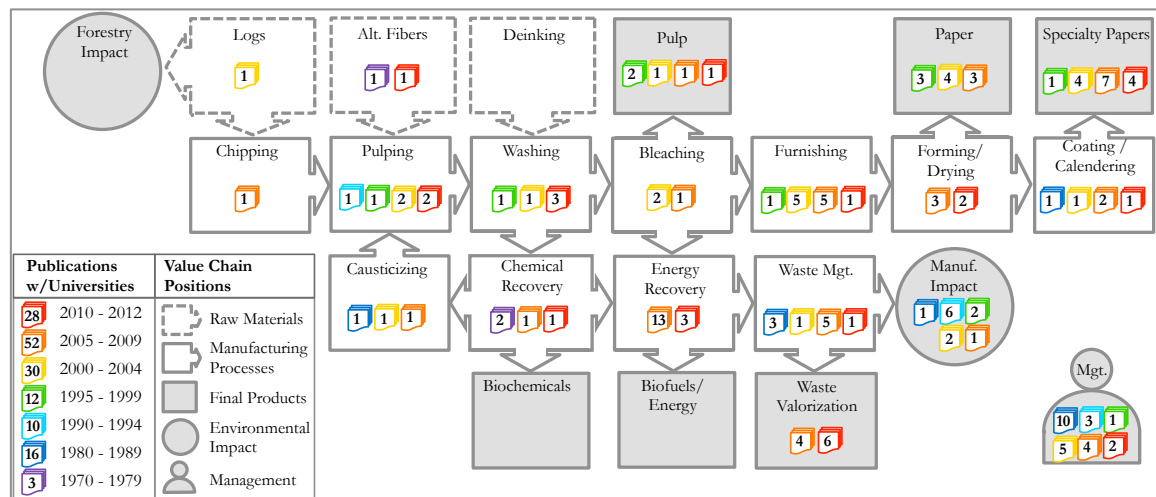 Forestry
Impact
Logs
1
Alt. Fibers
1 1
Deinking
Pulp
2 1 1 1
Paper
3 4 3
Specialty Papers
1 4 7 4
Chipping
1
Pulping
1 1 2 2
Washing
1 1 3
Bleaching
2 1
Furnishing
1 5 5 1
Forming/
Drying
3 2
Coating /
Calendering
1 1 2 1
Causticizing
1 1 1
Chemical
Recovery
2 1 1
Energy
Recovery
13 3
Waste Mgt.
3 1 5 1
Manuf.
Impact
1 6 2
2 1
Biochemicals
Biofuels/
Energy
Waste
Valorization
4 6
Mgt.
10 3 1
5 4 2
Publications
w/Universities
28 2010 - 2012
52 2005 - 2009
30 2000 - 2004
12 1995 - 1999
10 1990 - 1994
16 1980 - 1989
3 1970 - 1979
Value Chain
Positions
Raw Materials
Manufacturing
Processes
Final Products
Environmental
Impact
Management